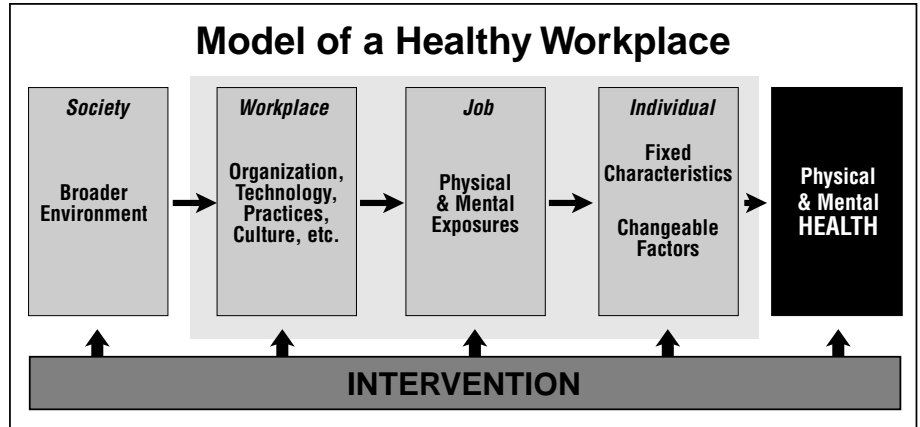 Model of a Healthy Workplace
Society
Broader
Environment
Workplace
Organization,
Technology,
Practices,
Culture, etc.
Job
Physical
& Mental
Exposures
Individual
Fixed
Characteristics
Changeable
Factors
Physical
& Mental
HEALTH
INTERVENTION